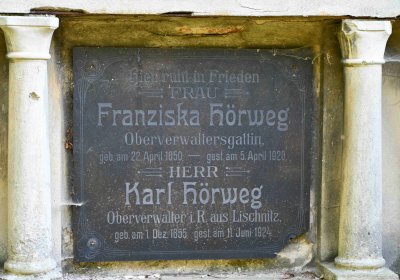 Hier ruht in Frieden
FRAU
Franziska Hörweg
Oberverwaltersgattin,
geb. am 22. April 1850 — gest. am 5. April 1922.
HERR
Karl Hörweg
Oberverwalter i. R. aus Lischnitz.
geb. am 1. Dez. gest. am 11. Juni 1924.